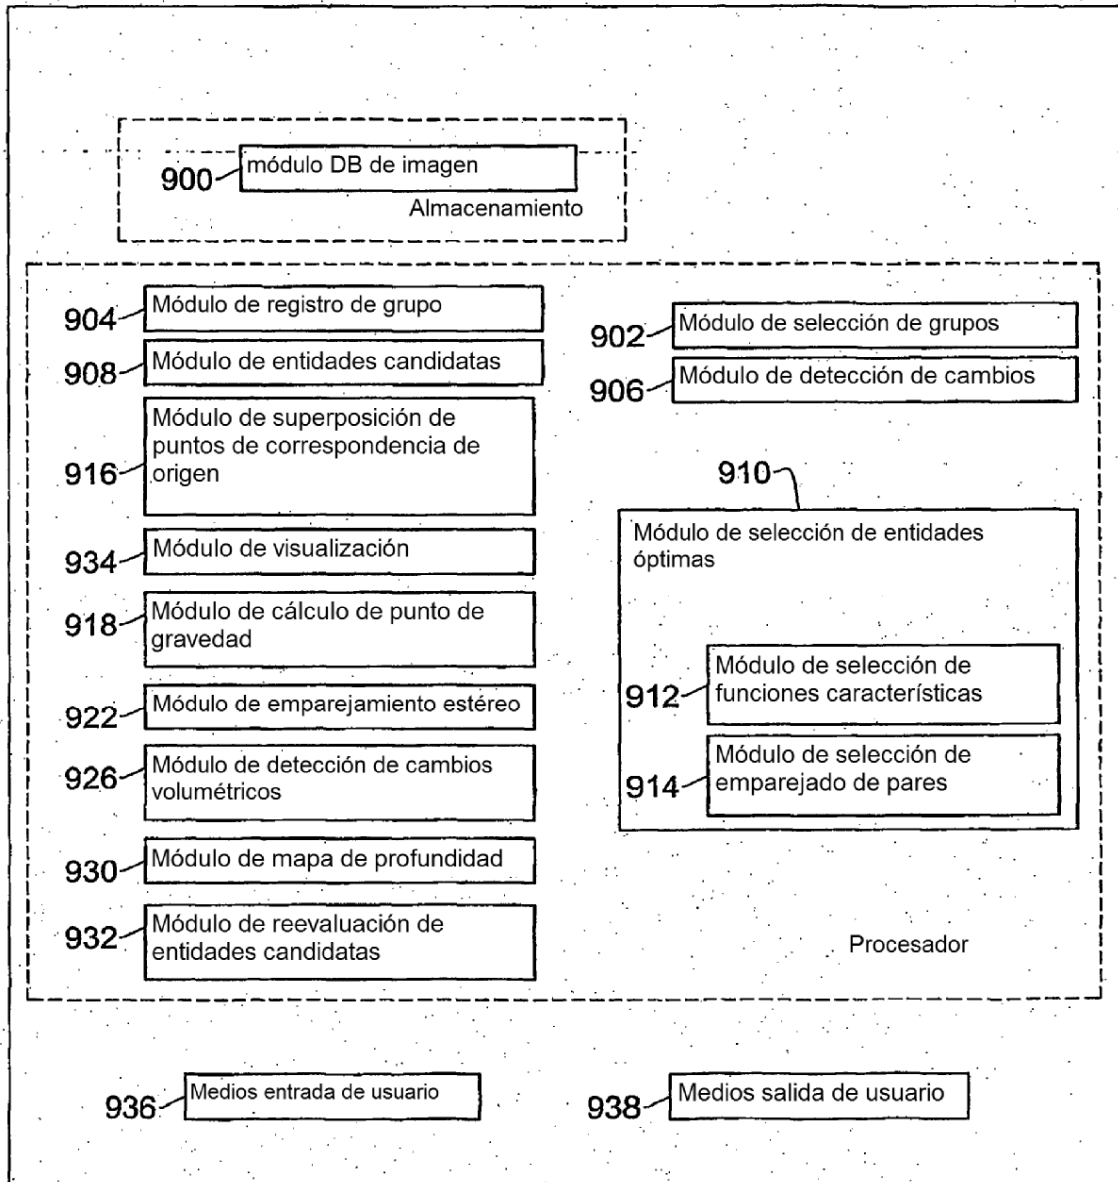 900
módulo DB de imagen
Almacenamiento
904
Módulo de registro de grupo
908
Módulo de entidades candidatas
916
Módulo de superposición de
puntos de correspondencia de
origen
934
Módulo de visualización
918
Módulo de cálculo de punto de
gravedad
922
Módulo de emparejamiento estéreo
926
Módulo de detección de cambios
volumétricos
930
Módulo de mapa de profundidad
932
Módulo de reevaluación de
entidades candidatas
902
Módulo de selección de grupos
906
Módulo de detección de cambios
910
Módulo de selección de entidades
óptimas
912
Módulo de selección de
funciones características
914
Módulo de selección de
emparejado de pares
Procesador
936
Medios entrada de usuario
938
Medios salida de usuario